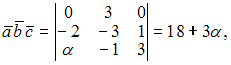 a̅ b̅ c̅ = | 0 3 0 |
| −2 −3 1 | = 18 + 3α,
| α −1 3 |